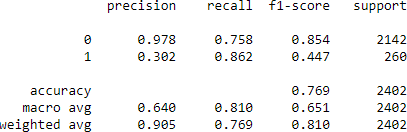 precision recall f1-score support
0 0.978 0.758 0.854 2142
1 0.302 0.862 0.447 260
accuracy 0.769 2402
macro avg 0.640 0.810 0.651 2402
weighted avg 0.905 0.769 0.810 2402